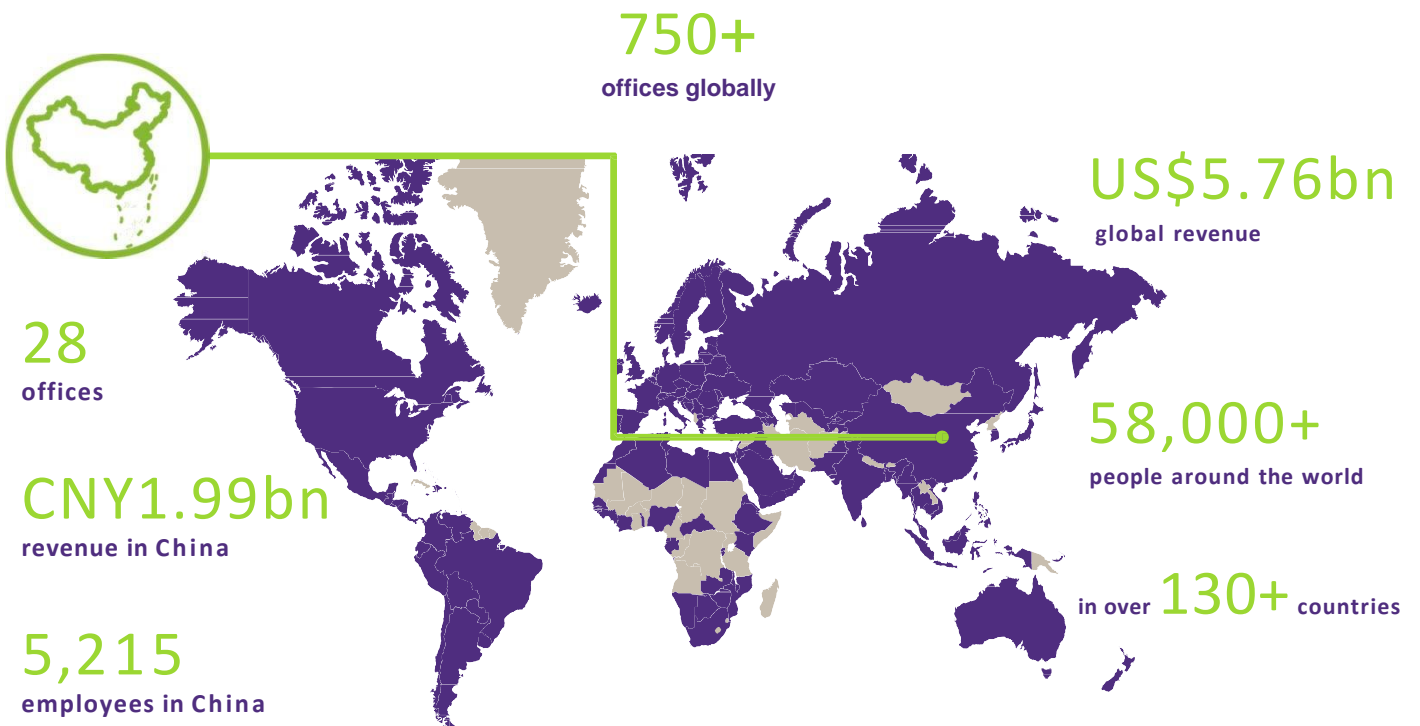 750+
offices globally
US$5.76bn
global revenue
28
offices
58,000+
people around the world
CNY1.99bn
revenue in China
in over 130+ countries
5,215
employees in China